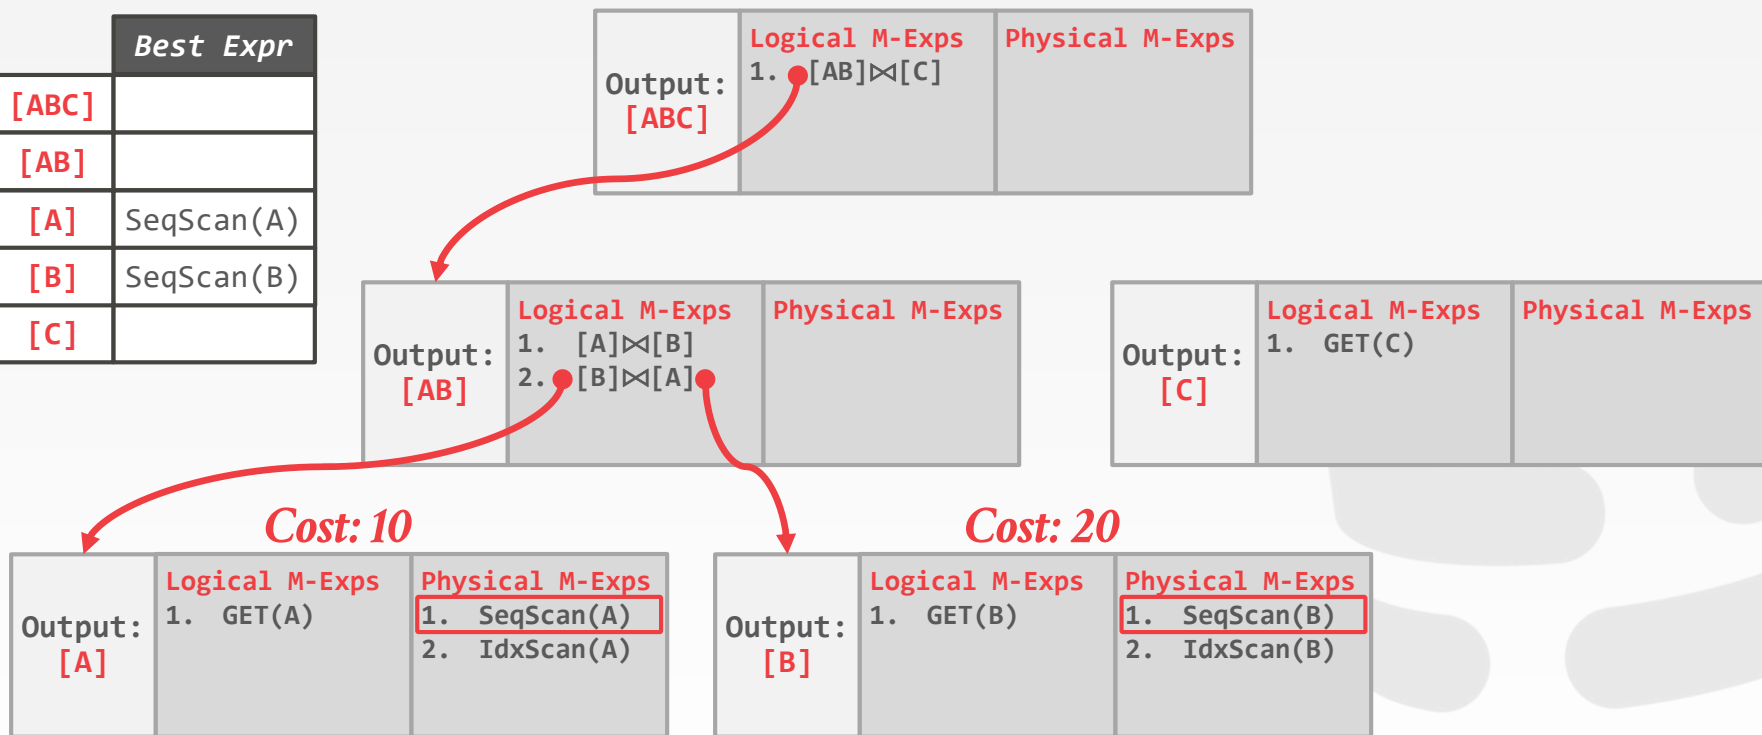 Best Expr
[ABC]
[AB]
[A] SeqScan(A)
[B] SeqScan(B)
[C]
Output:
[ABC]
Logical M-Exps
1. [AB]⋈[C]
Physical M-Exps
Output:
[AB]
Logical M-Exps
1. [A]⋈[B]
2. [B]⋈[A]
Physical M-Exps
Output:
[C]
Logical M-Exps
1. GET(C)
Physical M-Exps
Cost: 10
Output:
[A]
Logical M-Exps
1. GET(A)
Physical M-Exps
1. SeqScan(A)
2. IdxScan(A)
Cost: 20
Output:
[B]
Logical M-Exps
1. GET(B)
Physical M-Exps
1. SeqScan(B)
2. IdxScan(B)